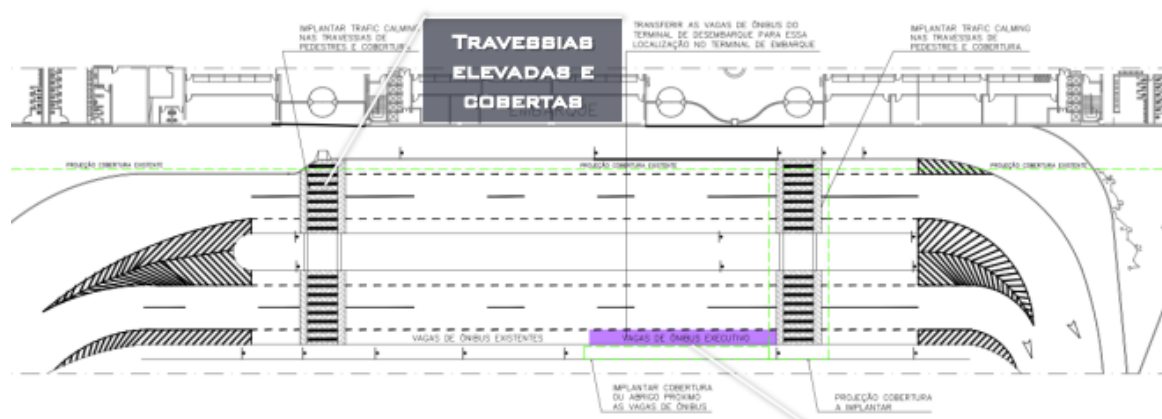 IMPLANTAR TRAFIC CALMING
NAS TRAVESSIAS DE
PEDESTRES E COBERTURA
TRAVESSIAS
ELEVADAS E
COBERTAS
TRANSFERIR AS VAGAS DE ÔNIBUS DO
TERMINAL DE DESEMBARQUE PARA ESSA
LOCALIZAÇÃO NO TERMINAL DE EMBARQUE
IMPLANTAR TRAFIC CALMING
NAS TRAVESSIAS DE
PEDESTRES E COBERTURA
EMBARQUE
PROJEÇÃO COBERTURA EXISTENTE
PROJEÇÃO COBERTURA EXISTENTE
PROJEÇÃO COBERTURA EXISTENTE
VAGAS DE ÔNIBUS EXISTENTES
VAGAS DE ÔNIBUS EXECUTIVO
IMPLANTAR COBERTURA
OU ABRIGO PRÓXIMO
AS VAGAS DE ÔNIBUS
PROJEÇÃO COBERTURA
A IMPLANTAR